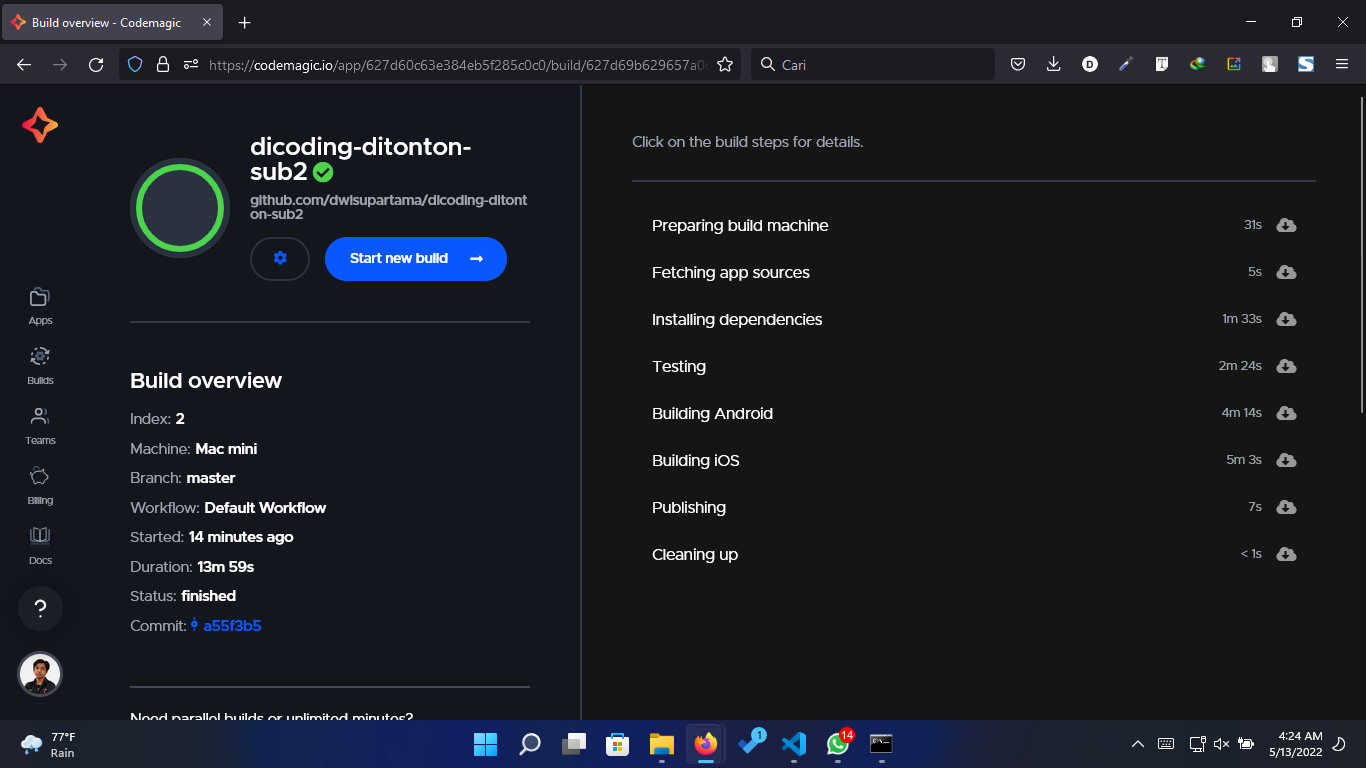 Build overview - Codemagic
https://codemagic.io/app/627d60c63e384eb5f285c0c0/build/627d69b629657a0c
Cari
dicoding-ditonton-
sub2
github.com/dwisupartama/dicoding-ditont
on-sub2
Start new build
Apps
Builds
Teams
Billing
Docs
?
Build overview
Index: 2
Machine: Mac mini
Branch: master
Workflow: Default Workflow
Started: 14 minutes ago
Duration: 13m 59s
Status: finished
Commit: a55f3b5
Need parallel builds or unlimited minutes?
Click on the build steps for details.
Preparing build machine 31s
Fetching app sources 5s
Installing dependencies 1m 33s
Testing 2m 24s
Building Android 4m 14s
Building iOS 5m 3s
Publishing 7s
Cleaning up < 1s
77°F
Rain
1
14
4:24 AM
5/13/2022